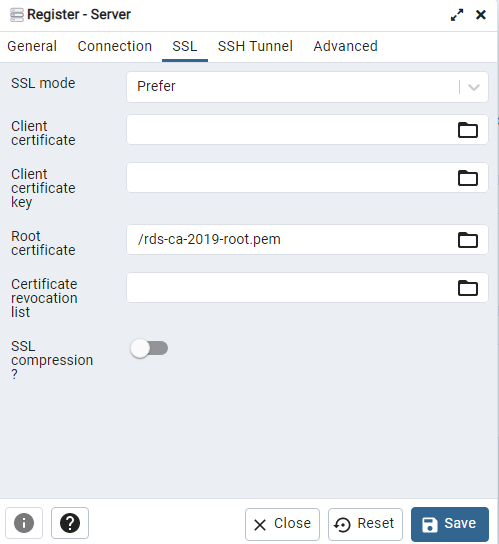 Register - Server
General Connection SSL SSH Tunnel Advanced
SSL mode
Prefer
Client
certificate
Client
certificate
key
Root
certificate
/rds-ca-2019-root.pem
Certificate
revocation
list
SSL
compression
?
Close Reset Save